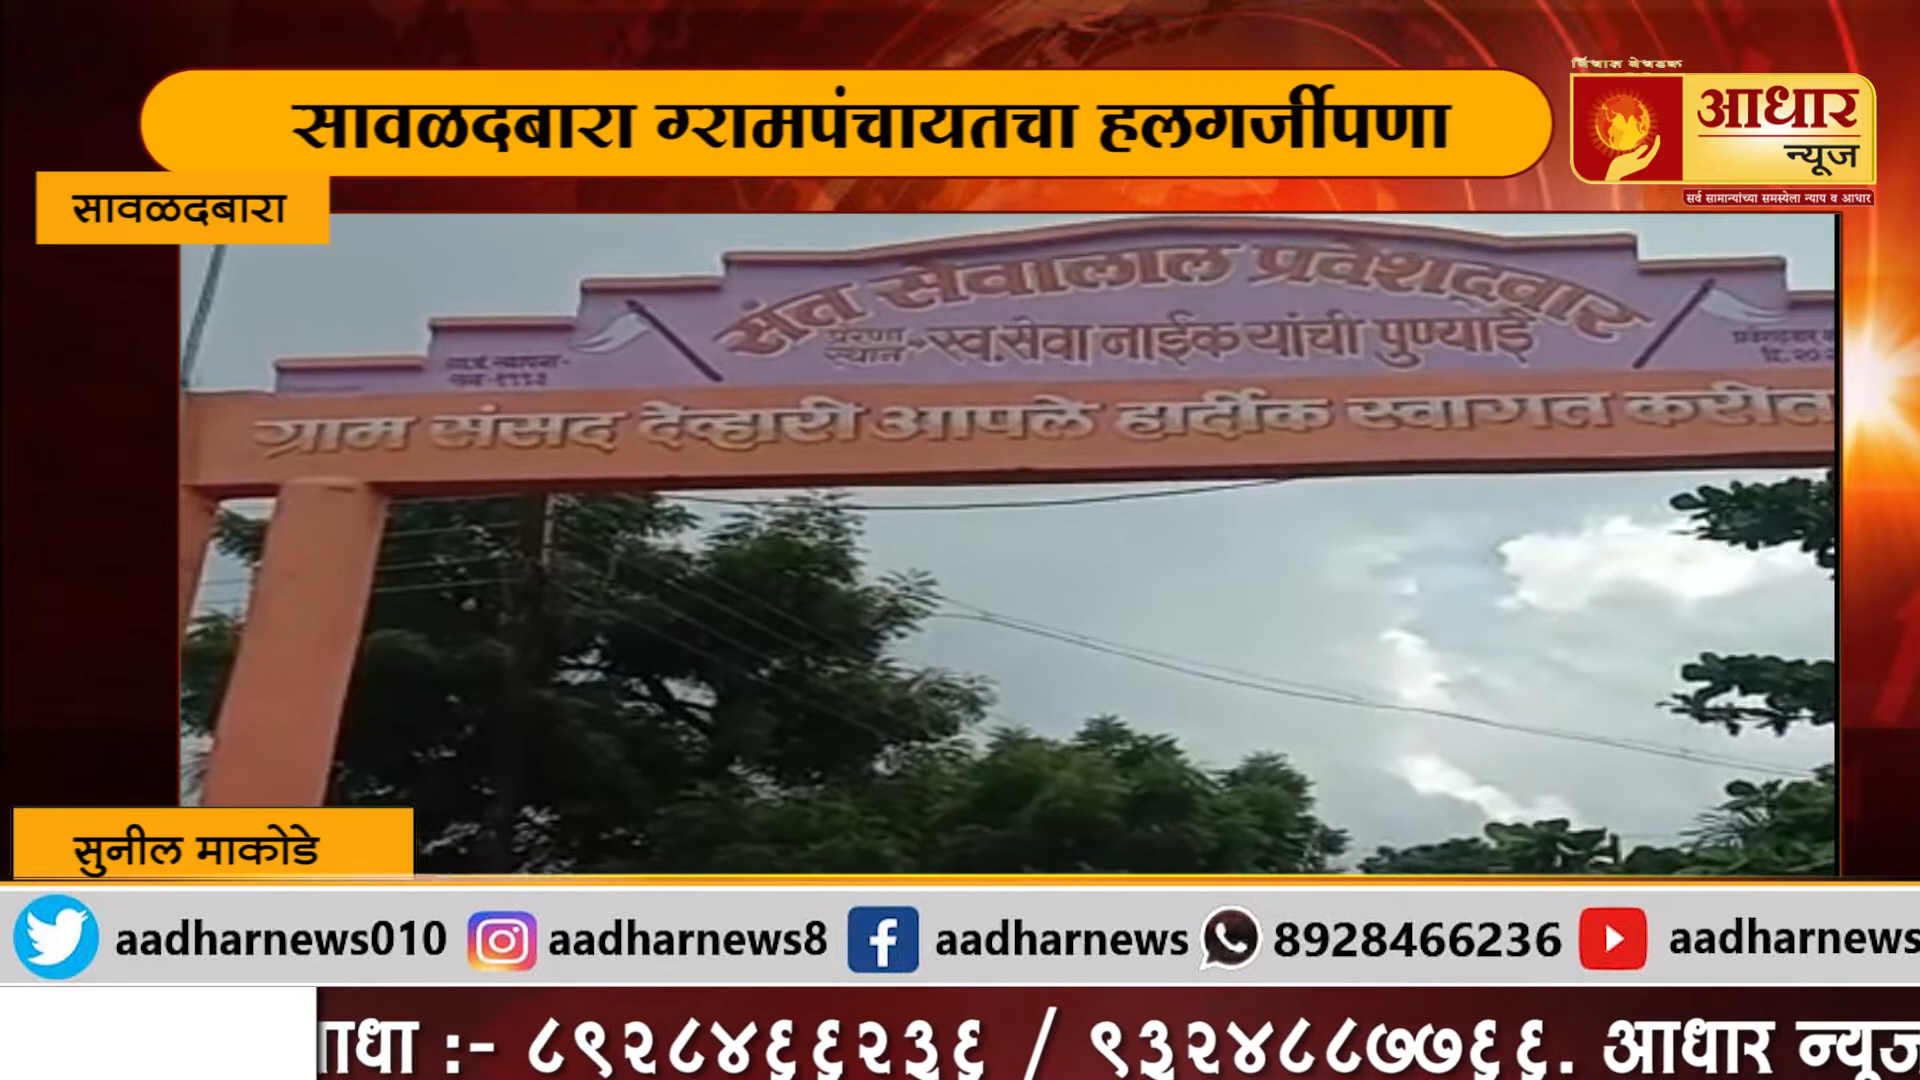 सावळदबारा ग्रामपंचायतचा हलगर्जीपणा
आधार
न्यूज
सर्व सामान्यांच्या समस्येला न्याय व आधार
सावळदबारा
संत सेवालाल प्रवेशद्वार
प्रेरणा स्थान - स्व.सेवा नाईक यांची पुण्याई
ग्राम संसद देव्हारी आपले हार्दीक स्वागत करीत
सुनील माकोडे
aadharnews010 aadharnews8 aadharnews 8928466236 aadharnews
ाधा :- ८९२८४६६२३६ / ९३२४८८७७६६. आधार न्यूज